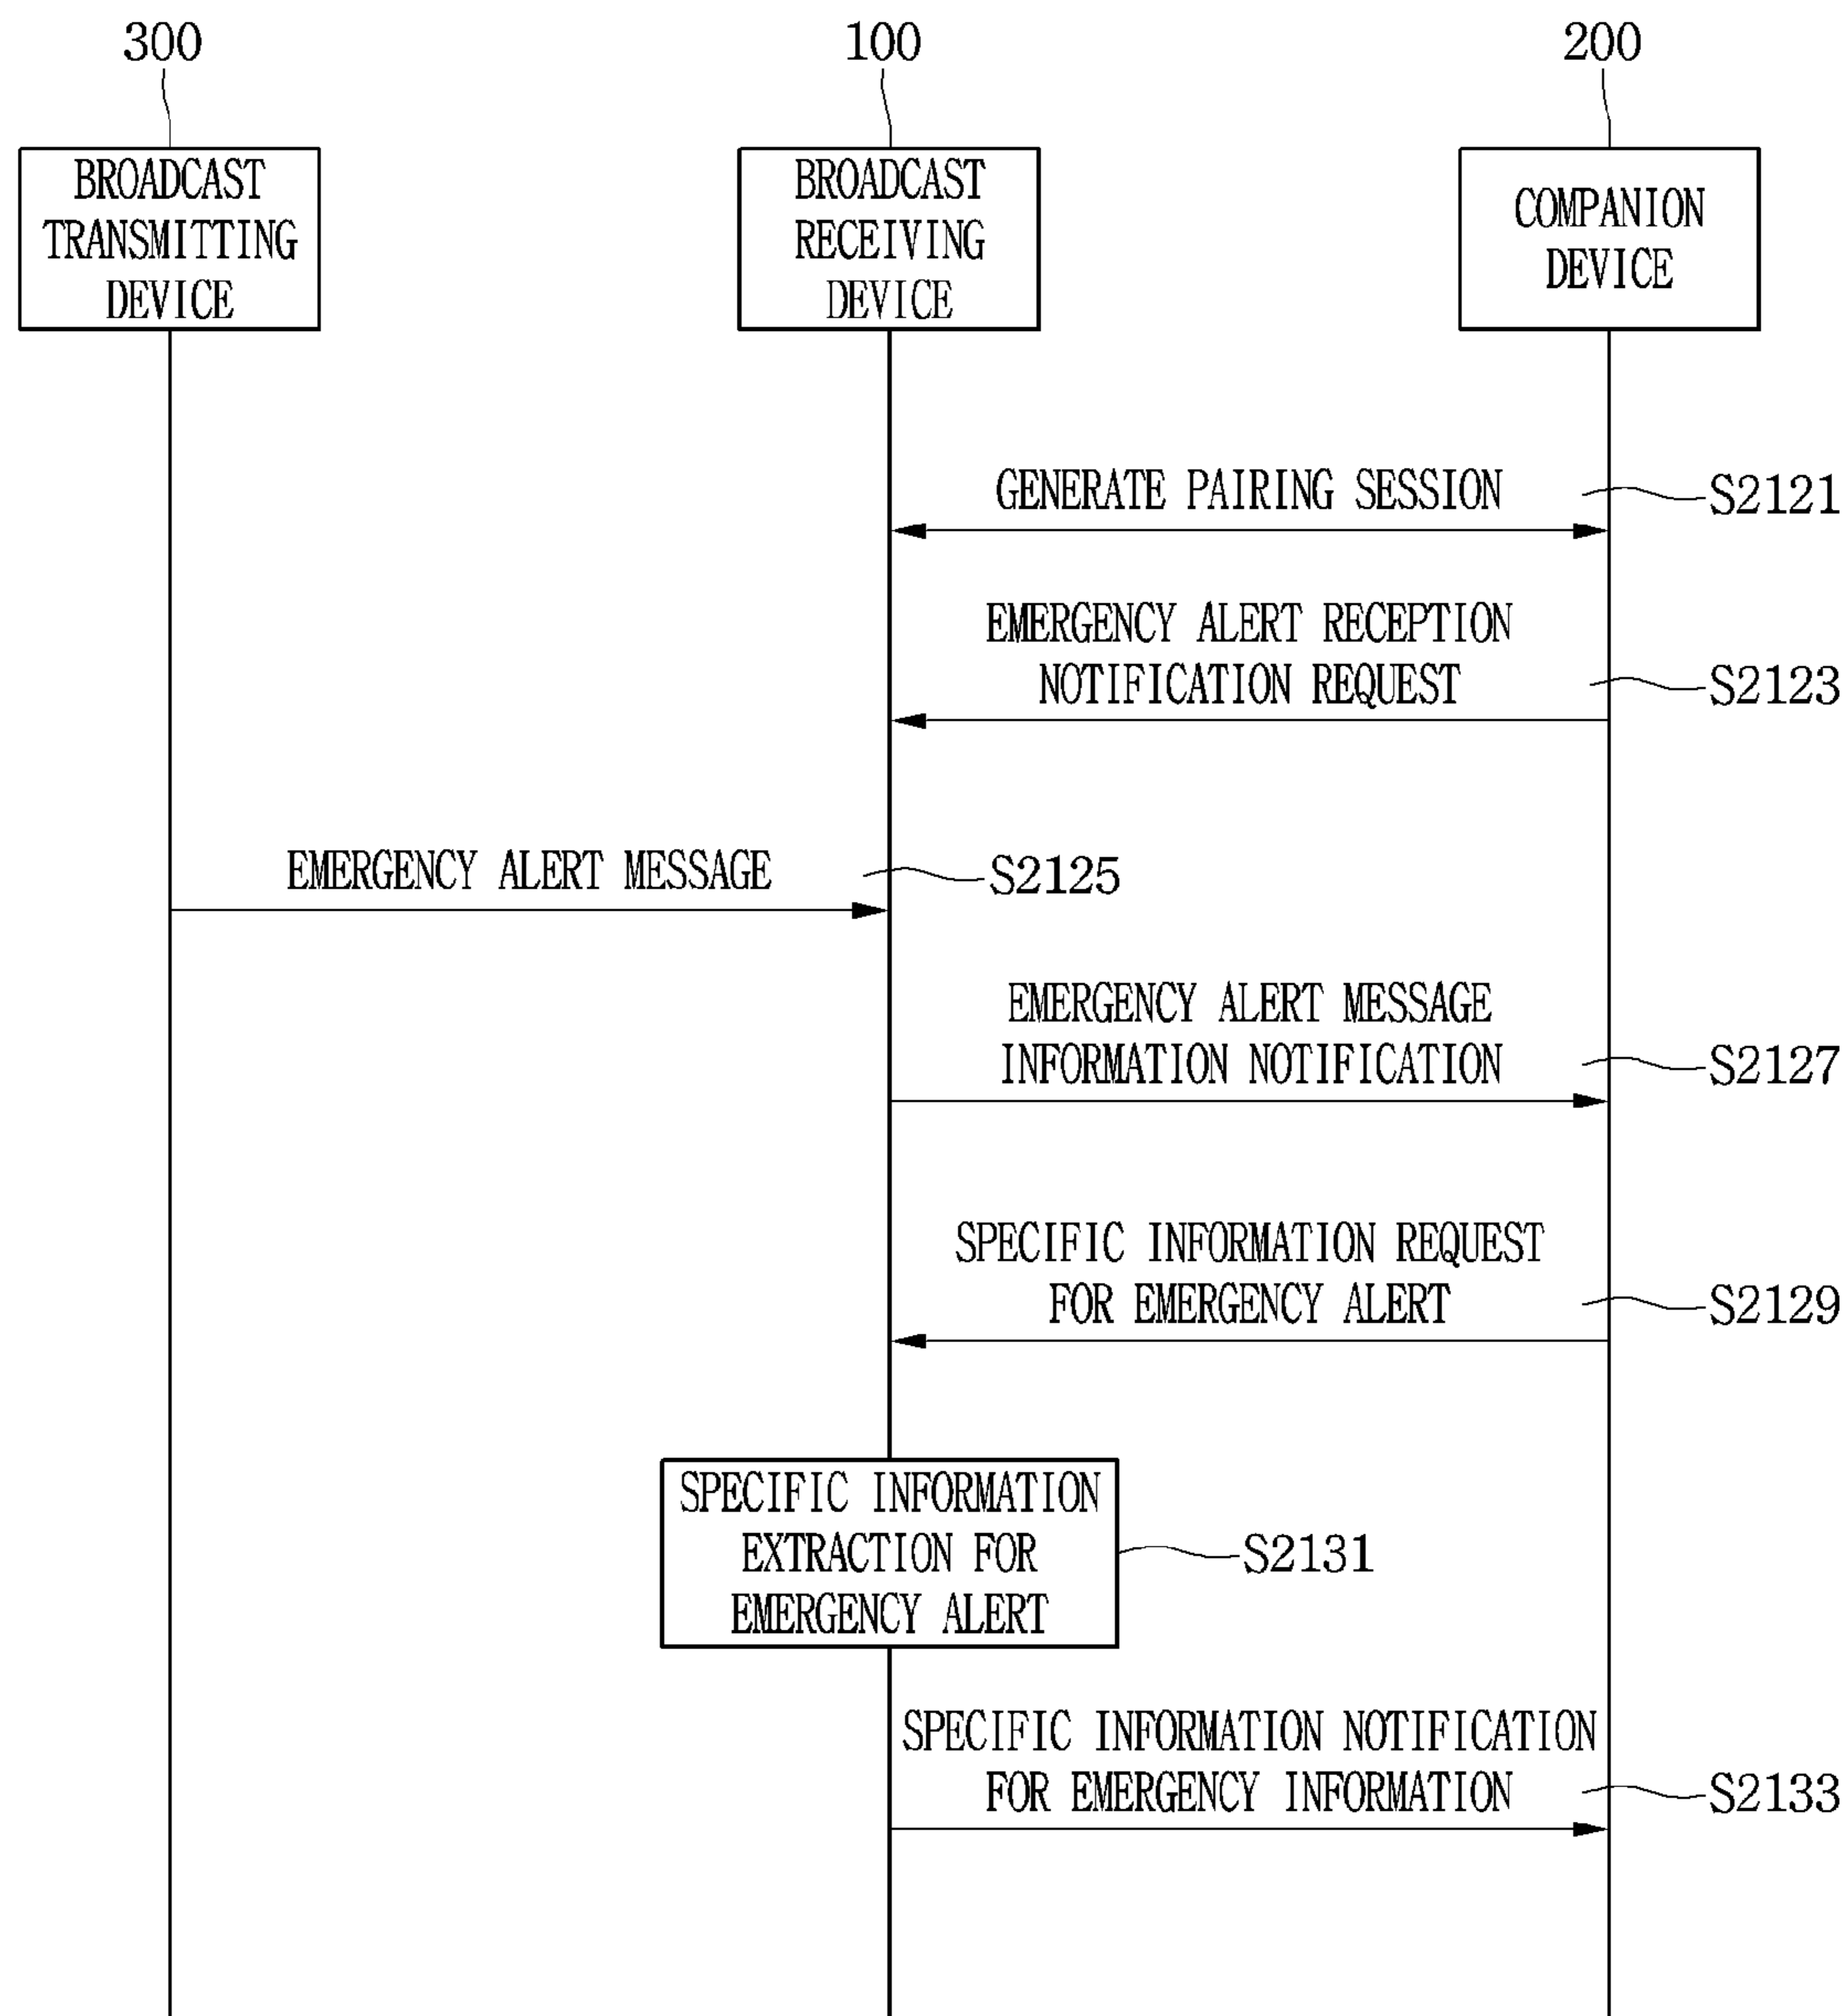 300
100
200
BROADCAST
TRANSMITTING
DEVICE
BROADCAST
RECEIVING
DEVICE
COMPANION
DEVICE
GENERATE PAIRING SESSION
S2121
EMERGENCY ALERT RECEPTION
NOTIFICATION REQUEST
S2123
EMERGENCY ALERT MESSAGE
S2125
EMERGENCY ALERT MESSAGE
INFORMATION NOTIFICATION
S2127
SPECIFIC INFORMATION REQUEST
FOR EMERGENCY ALERT
S2129
SPECIFIC INFORMATION
EXTRACTION FOR
EMERGENCY ALERT
S2131
SPECIFIC INFORMATION NOTIFICATION
FOR EMERGENCY INFORMATION
S2133